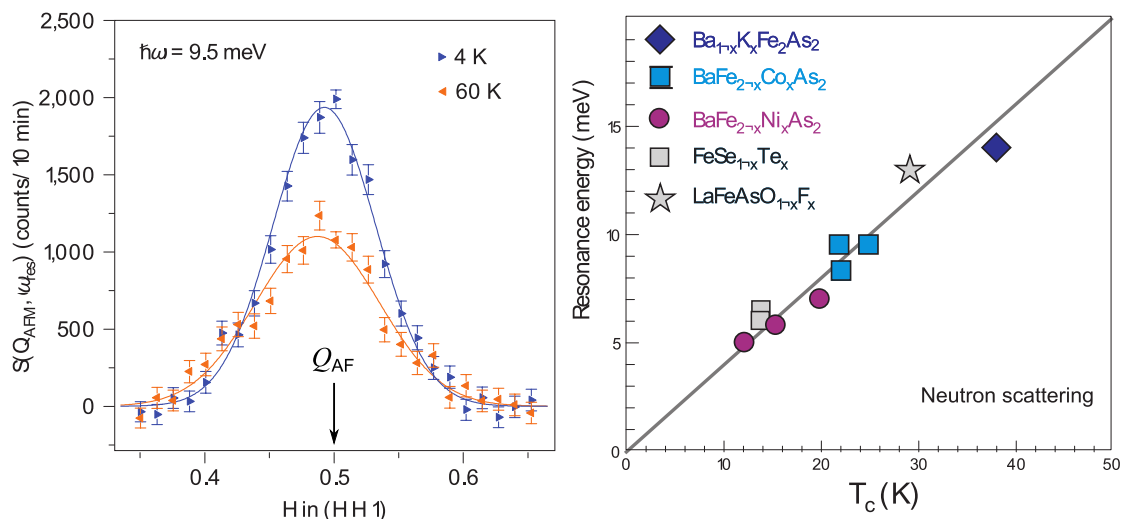 2,500
2,000
1,500
1,000
500
0
S(Q_AFM, ω_res) (counts/ 10 min)
ħω = 9.5 meV
4 K
60 K
Q_AF
0.4
0.5
0.6
H in (H H 1)
Resonance energy (meV)
15
10
5
0
10
20
30
40
50
T_c (K)
Ba₁¬ₓKₓFe₂As₂
BaFe₂¬ₓCoₓAs₂
BaFe₂¬ₓNiₓAs₂
FeSe₁¬ₓTeₓ
LaFeAsO₁¬ₓFₓ
Neutron scattering